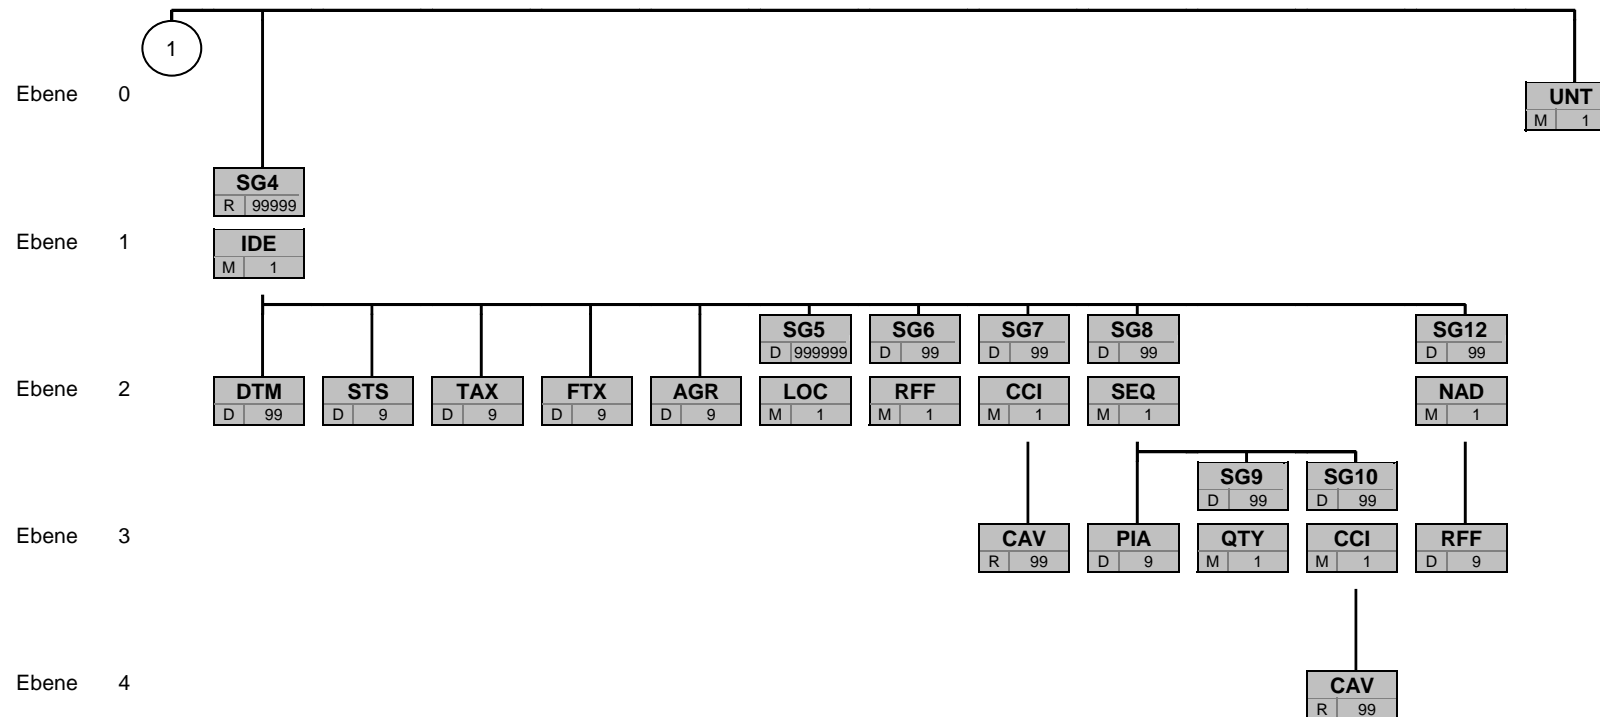 1
Ebene 0
UNT
M 1
SG4
R 99999
Ebene 1
IDE
M 1
SG5 SG6 SG7 SG8 SG12
D 999999 D 99 D 99 D 99 D 99
Ebene 2
DTM STS TAX FTX AGR LOC RFF CCI SEQ NAD
D 99 D 9 D 9 D 9 D 9 M 1 M 1 M 1 M 1 M 1
SG9 SG10
D 99 D 99
Ebene 3
CAV PIA QTY CCI RFF
R 99 D 9 M 1 M 1 D 9
Ebene 4
CAV
R 99